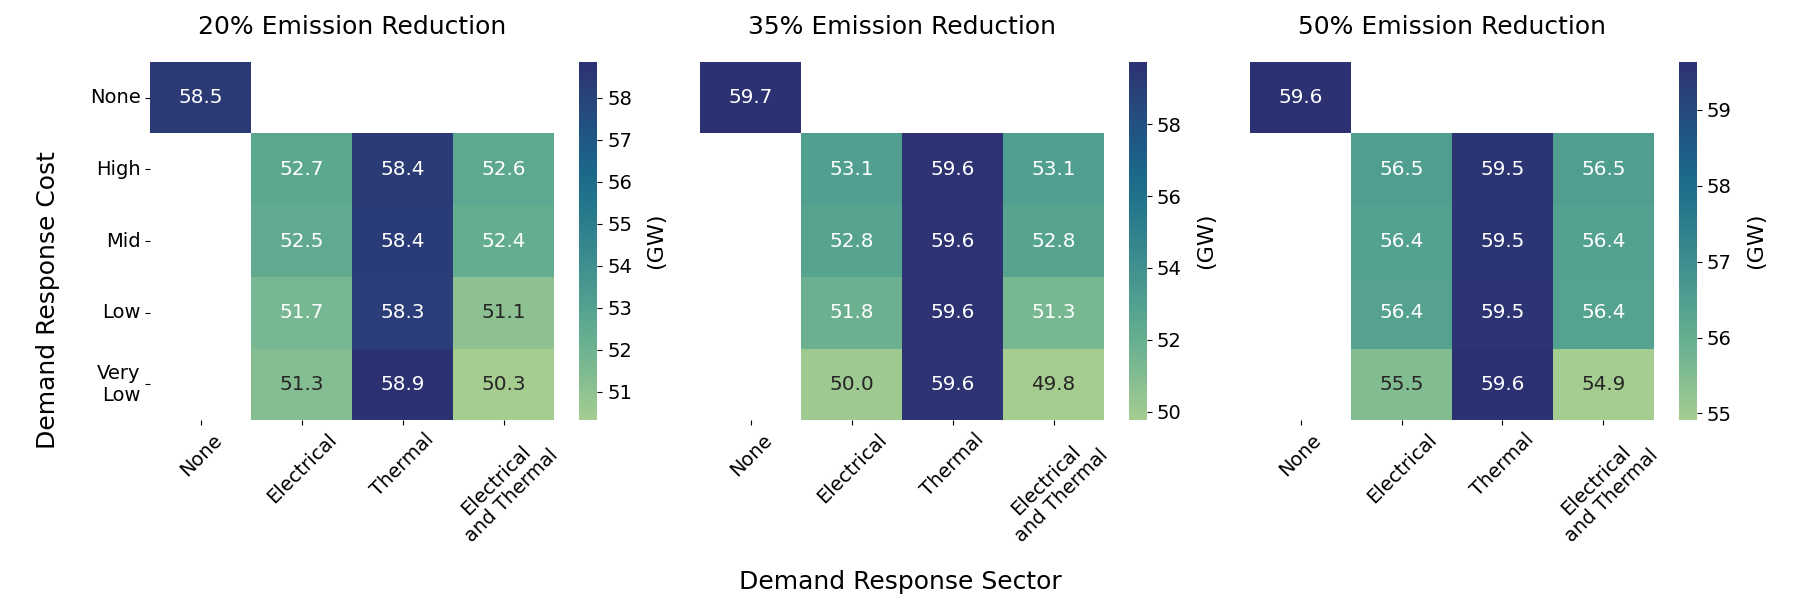 20% Emission Reduction
35% Emission Reduction
50% Emission Reduction
Demand Response Cost
None
High
Mid
Low
Very
Low
58.5
52.7 58.4 52.6
52.5 58.4 52.4
51.7 58.3 51.1
51.3 58.9 50.3
None
Electrical
Thermal
Electrical
and Thermal
58
57
56
55
54
53
52
51
(GW)
59.7
53.1 59.6 53.1
52.8 59.6 52.8
51.8 59.6 51.3
50.0 59.6 49.8
None
Electrical
Thermal
Electrical
and Thermal
58
56
54
52
50
(GW)
59.6
56.5 59.5 56.5
56.4 59.5 56.4
56.4 59.5 56.4
55.5 59.6 54.9
None
Electrical
Thermal
Electrical
and Thermal
59
58
57
56
55
(GW)
Demand Response Sector